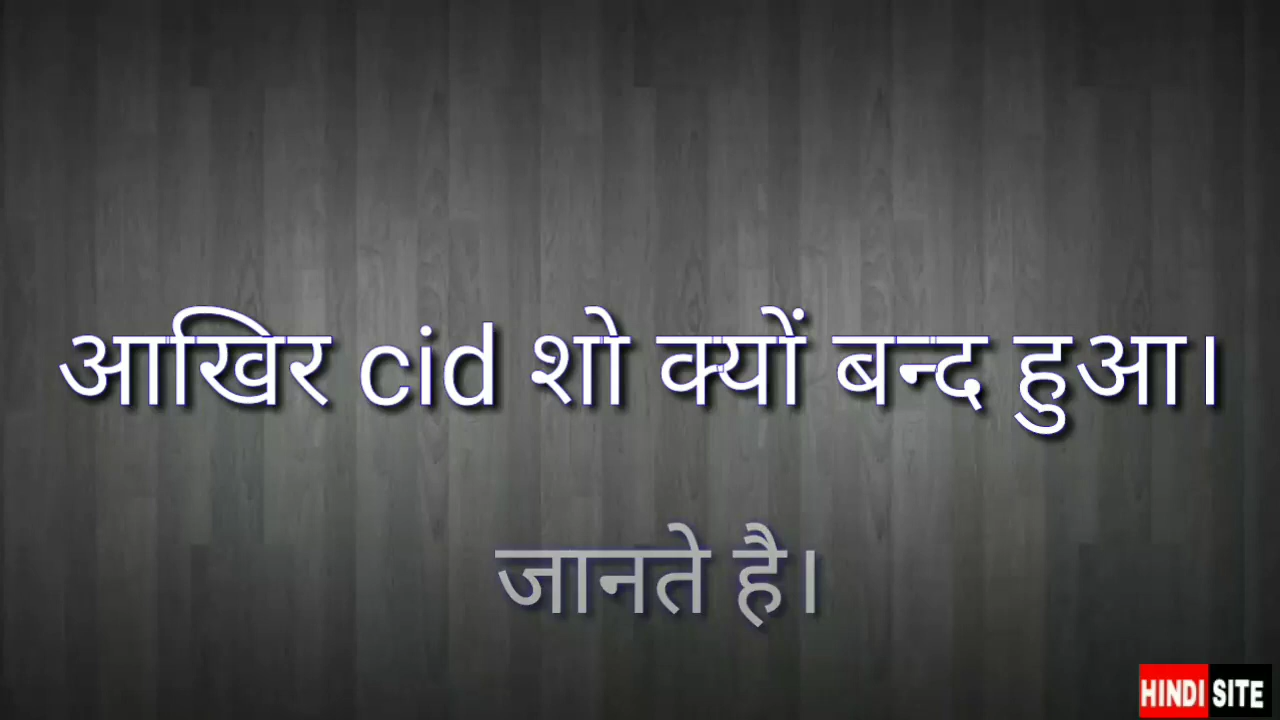 आखिर cid शो क्यों बन्द हुआ।
जानते है।
HINDI SITE